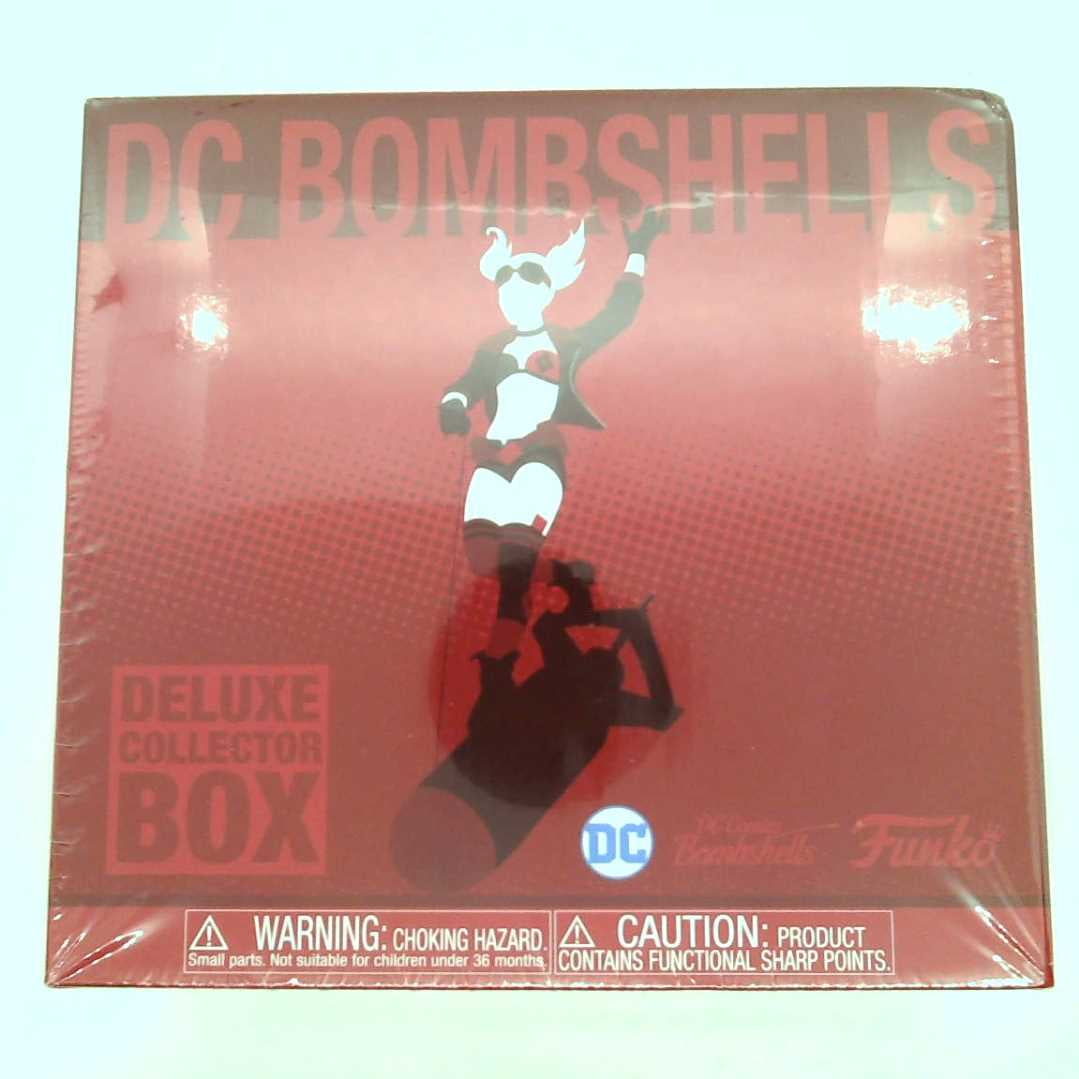 DC BOMBSHELLS
DELUXE
COLLECTOR
BOX
DC
DC Comics
Bombshells
Funko
WARNING: CHOKING HAZARD.
Small parts. Not suitable for children under 36 months.
CAUTION: PRODUCT
CONTAINS FUNCTIONAL SHARP POINTS.